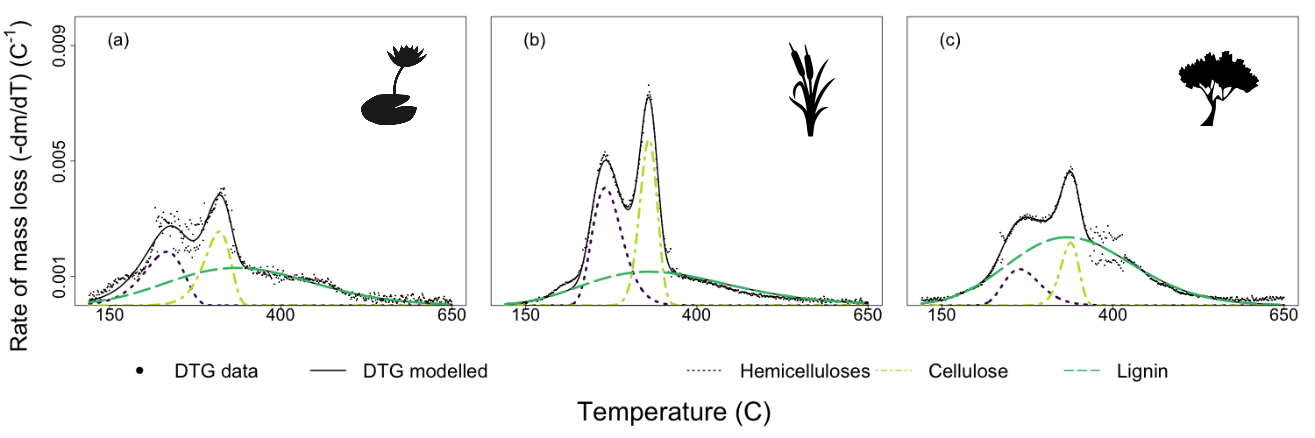 Rate of mass loss (-dm/dT) (C-1)
0.009
0.005
0.001
(a)
(b)
(c)
150 400 650
150 400 650
150 400 650
DTG data DTG modelled Hemicelluloses Cellulose Lignin
Temperature (C)